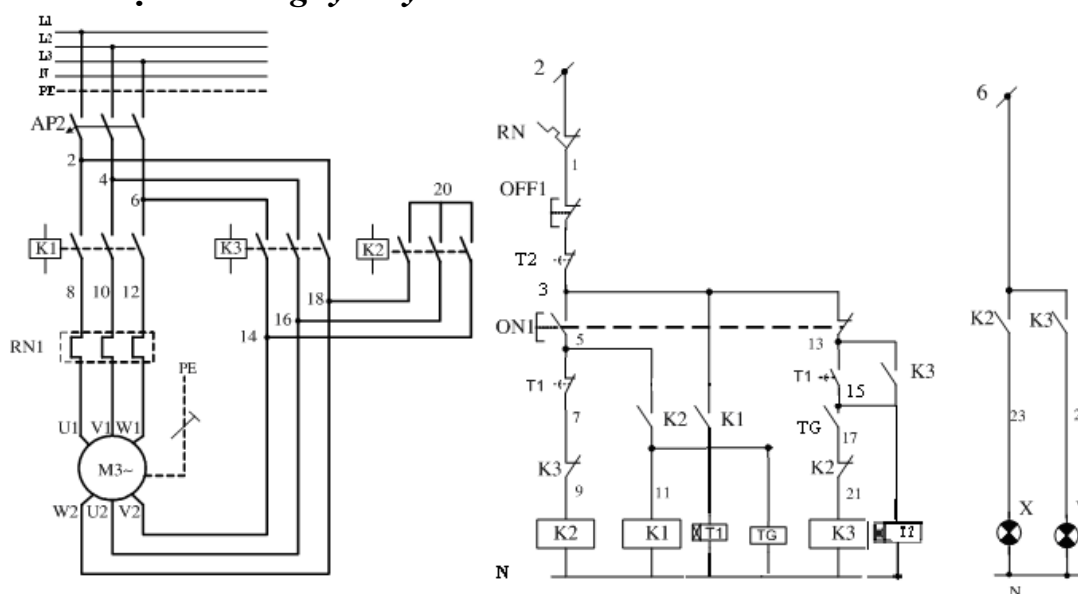 L1
L2
L3
N
PE
AP2
2
4
6
20
K1
K3
K2
8
10
12
18
16
14
RN1
PE
U1
V1
W1
M3~
W2
U2
V2
2
RN
1
OFF1
T2
3
ON1
5
13
T1
T1
15
K3
K2
K1
7
TG
17
K3
K2
9
11
21
K2
K1
T1
TG
K3
N
6
K2
K3
23
X
N